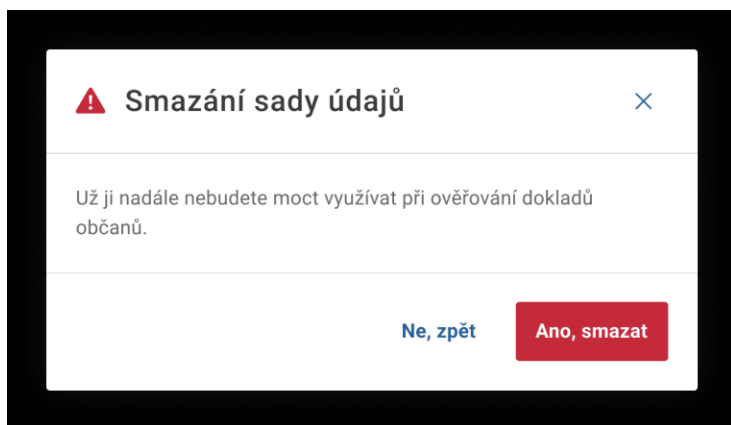 Smazání sady údajů
Už ji nadále nebudete moct využívat při ověřování dokladů
občanů.
Ne, zpět
Ano, smazat